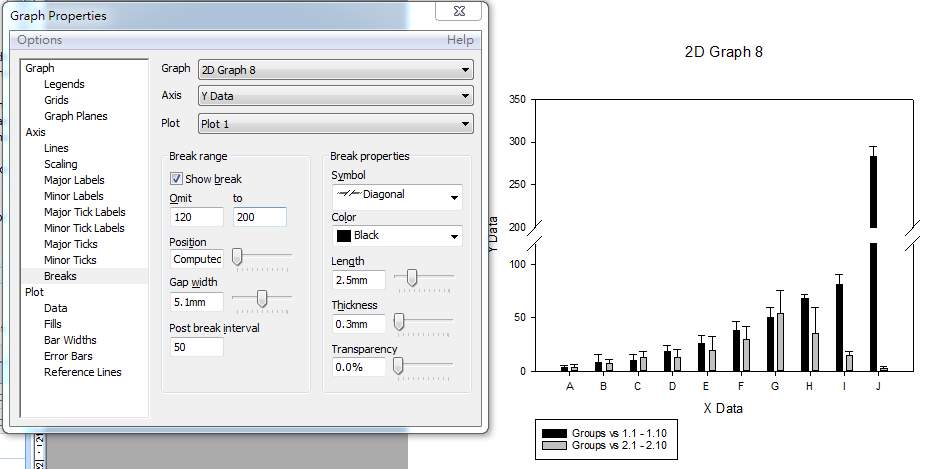 Graph Properties
Options Help
Graph
Legends
Grids
Graph Planes
Axis
Lines
Scaling
Major Labels
Minor Labels
Major Tick Labels
Minor Tick Labels
Major Ticks
Minor Ticks
Breaks
Plot
Data
Fills
Bar Widths
Error Bars
Reference Lines
Graph 2D Graph 8
Axis Y Data
Plot Plot 1
Break range
Show break
Omit to
120 200
Position
Computed
Gap width
5.1mm
Post break interval
50
Break properties
Symbol
Diagonal
Color
Black
Length
2.5mm
Thickness
0.3mm
Transparency
0.0%
2D Graph 8
350
300
250
200
100
50
0
Y Data
A B C D E F G H I J
X Data
Groups vs 1.1 - 1.10
Groups vs 2.1 - 2.10